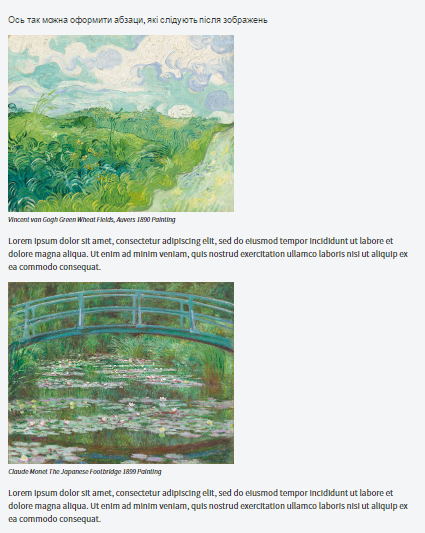 Ось так можна оформити абзаци, які слідують після зображень
Vincent van Gogh Green Wheat Fields, Auvers 1890 Painting
Lorem ipsum dolor sit amet, consectetur adipiscing elit, sed do eiusmod tempor incididunt ut labore et
dolore magna aliqua. Ut enim ad minim veniam, quis nostrud exercitation ullamco laboris nisi ut aliquip ex
ea commodo consequat.
Claude Monet The Japanese Footbridge 1899 Painting
Lorem ipsum dolor sit amet, consectetur adipiscing elit, sed do eiusmod tempor incididunt ut labore et
dolore magna aliqua. Ut enim ad minim veniam, quis nostrud exercitation ullamco laboris nisi ut aliquip ex
ea commodo consequat.